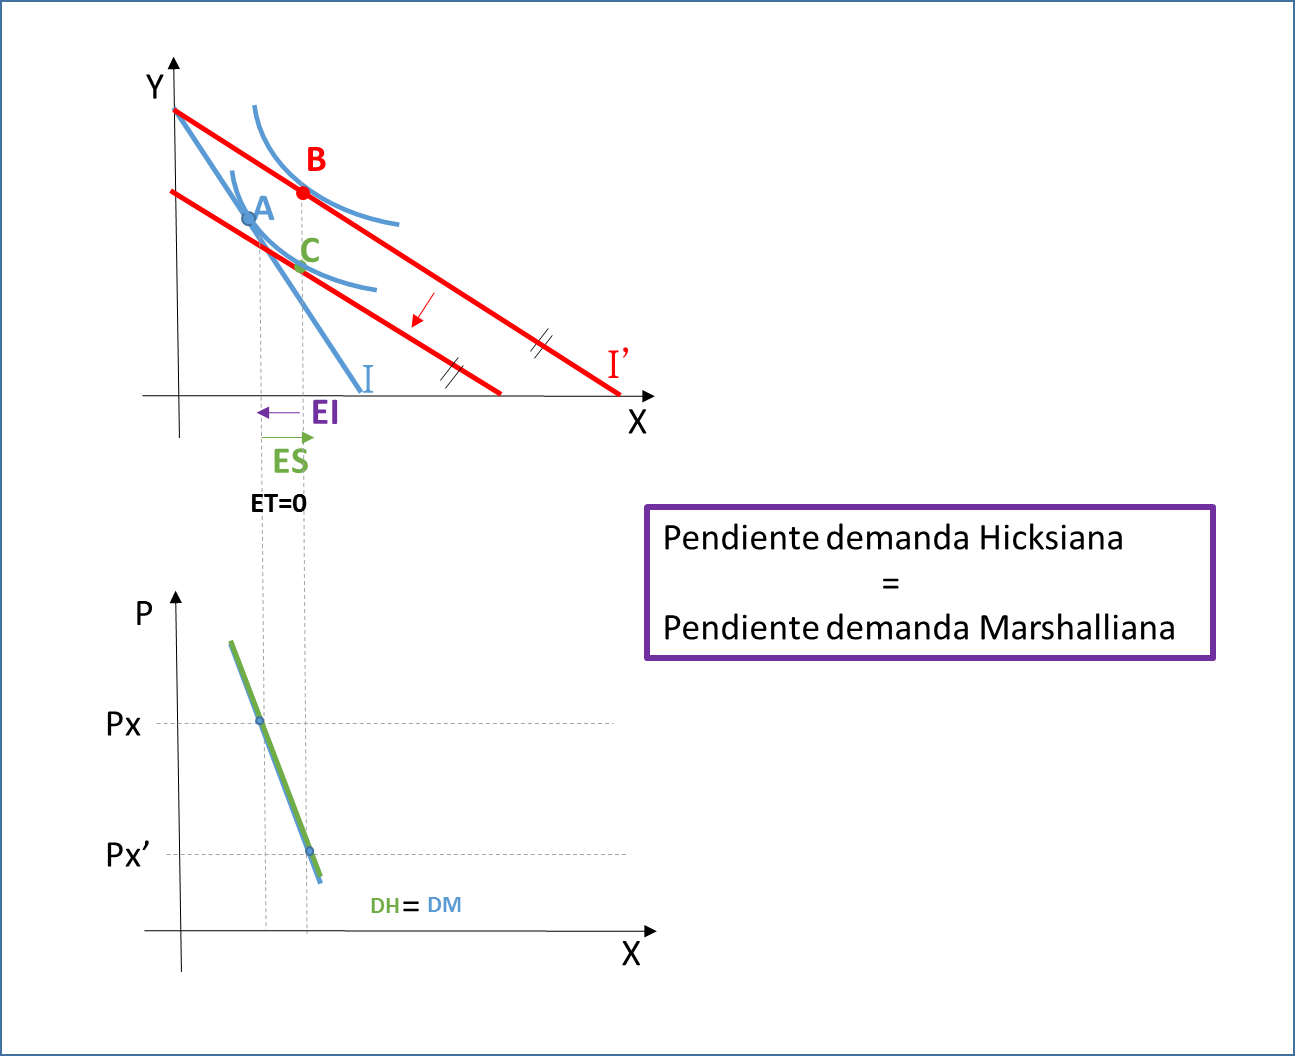 Y
B
A
C
I
I’
EI
X
ES
ET=0
Pendiente demanda Hicksiana
=
Pendiente demanda Marshalliana
P
Px
Px’
DH= DM
X